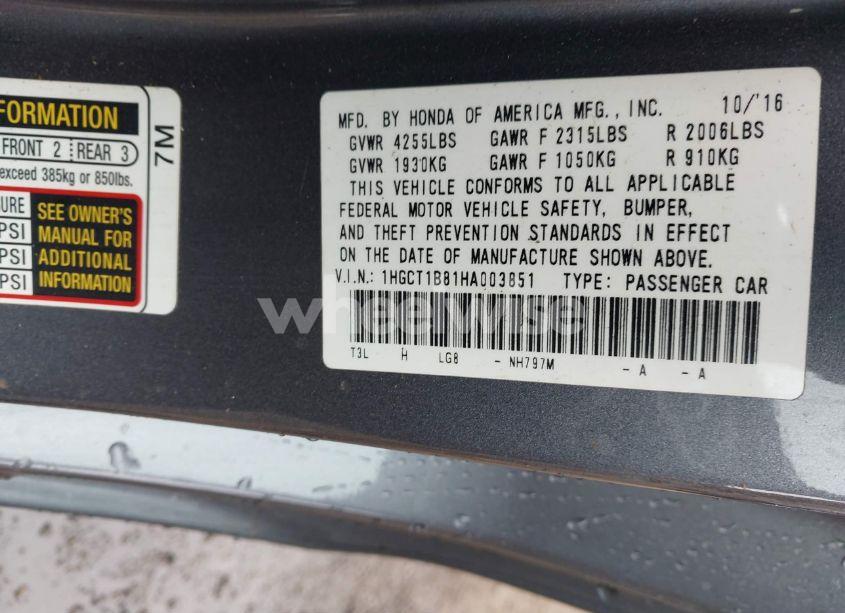 FORMATION
FRONT 2 REAR 3
exceed 385kg or 850lbs.
SEE OWNER'S
MANUAL FOR
ADDITIONAL
INFORMATION
PSI
PSI
7M
MFD. BY HONDA OF AMERICA MFG., INC. 10/'16
GVWR 4255LBS GAWR F 2315LBS R 2006LBS
GVWR 1930KG GAWR F 1050KG R 910KG
THIS VEHICLE CONFORMS TO ALL APPLICABLE
FEDERAL MOTOR VEHICLE SAFETY, BUMPER,
AND THEFT PREVENTION STANDARDS IN EFFECT
ON THE DATE OF MANUFACTURE SHOWN ABOVE.
V.I.N.: 1HGCT1B81HA003851 TYPE: PASSENGER CAR
wheelwise
T3L H LG8 - NH797M - A - A